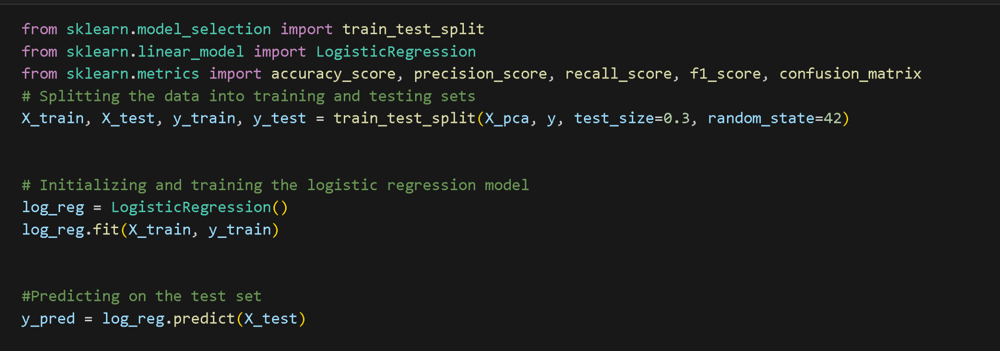 from sklearn.model_selection import train_test_split
from sklearn.linear_model import LogisticRegression
from sklearn.metrics import accuracy_score, precision_score, recall_score, f1_score, confusion_matrix
# Splitting the data into training and testing sets
X_train, X_test, y_train, y_test = train_test_split(X_pca, y, test_size=0.3, random_state=42)
# Initializing and training the logistic regression model
log_reg = LogisticRegression()
log_reg.fit(X_train, y_train)
#Predicting on the test set
y_pred = log_reg.predict(X_test)